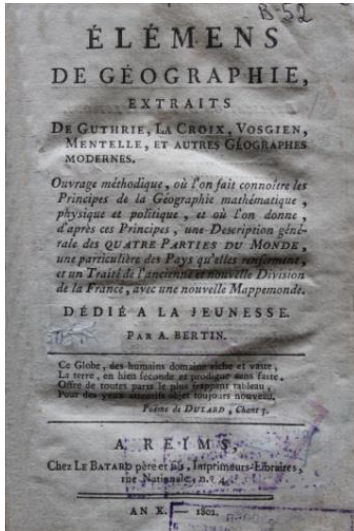 B-52
ÉLÉMENS
DE GÉOGRAPHIE,
EXTRAITS
DE GUTHRIE, LA CROIX, VOSGIEN,
MENTELLE, ET AUTRES GÉOGRAPHES
MODERNES.
Ouvrage méthodique, où l'on fait connoître les
Principes de la Géographie mathématique,
physique et politique, et où l'on donne,
d'après ces Principes, une Description géné-
rale des QUATRE PARTIES DU MONDE,
une particulière des Pays qu'elles renferment,
et un Traité de l'ancienne et nouvelle Division
de la France, avec une nouvelle Mappemonde.
DÉDIÉ A LA JEUNESSE.
PAR A. BERTIN.
Ce Globe, des humains domaine riche et vaste,
La terre, en bien féconde et prodigue sans faste,
Offre de toutes parts le plus frappant tableau,
Pour des yeux attentifs objet toujours nouveau.
Poëme de DULARD, Chant 3.
A REIMS,
Chez LE BATARD père et fils, Imprimeurs-Libraires,
rue Nationale, n.° 4.
AN X. — 1802.